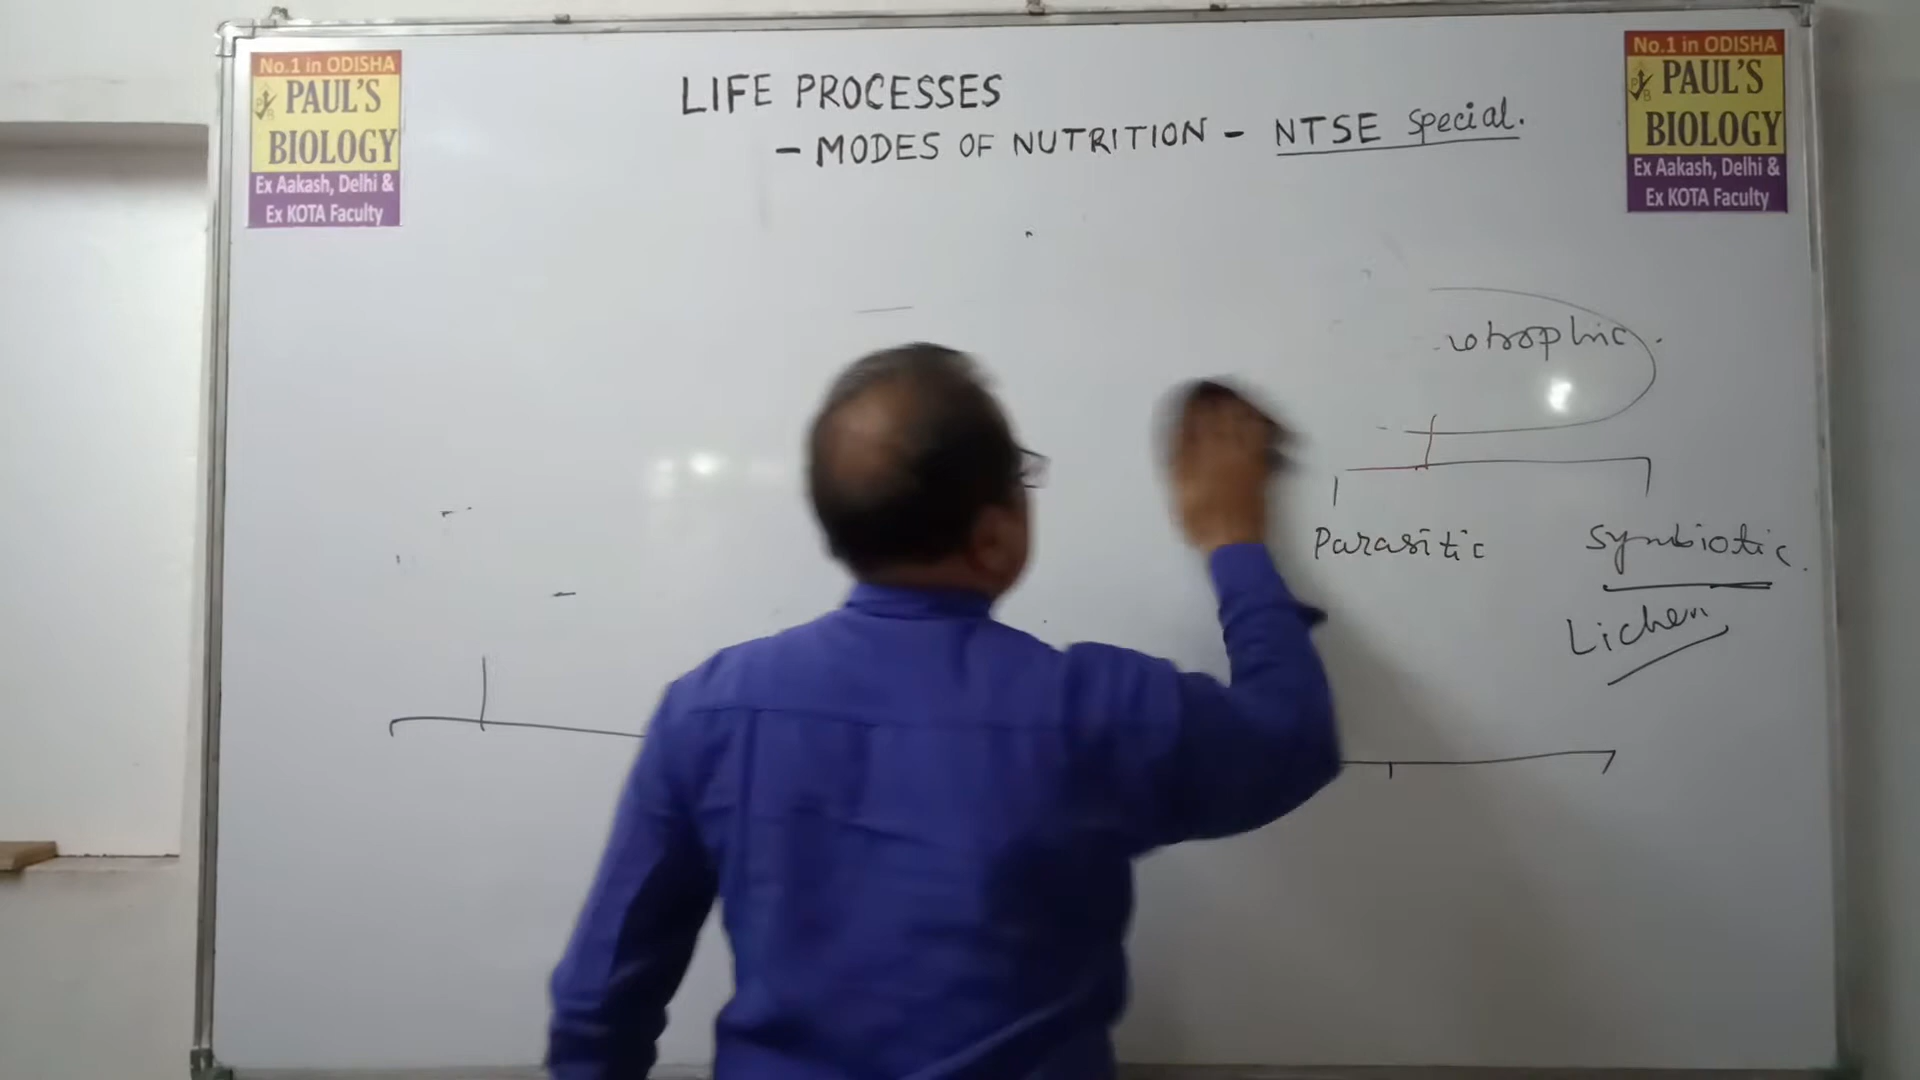 No.1 in ODISHA
PAUL'S
BIOLOGY
Ex Aakash, Delhi &
Ex KOTA Faculty
LIFE PROCESSES
- MODES OF NUTRITION - NTSE Special.
No.1 in ODISHA
PAUL'S
BIOLOGY
Ex Aakash, Delhi &
Ex KOTA Faculty
otrophic.
Parasitic
Symbiotic.
Lichen